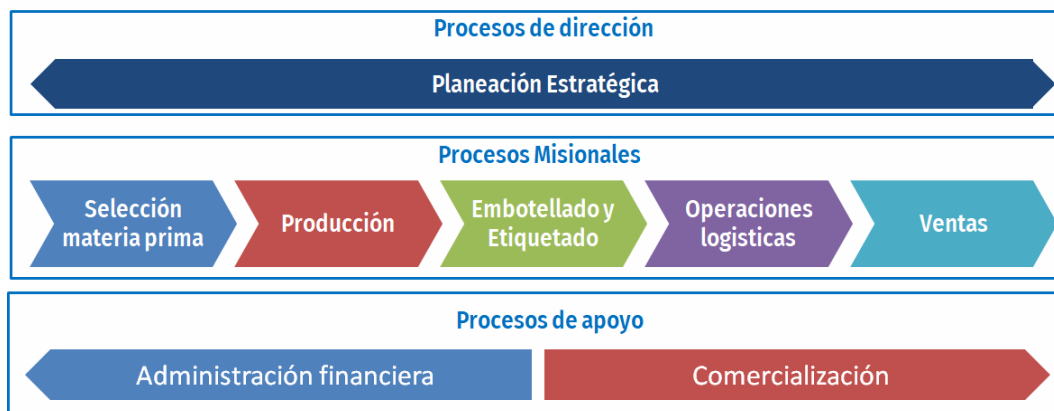 Procesos de dirección
Planeación Estratégica
Procesos Misionales
Selección
materia prima
Producción
Embotellado y
Etiquetado
Operaciones
logisticas
Ventas
Procesos de apoyo
Administración financiera
Comercialización